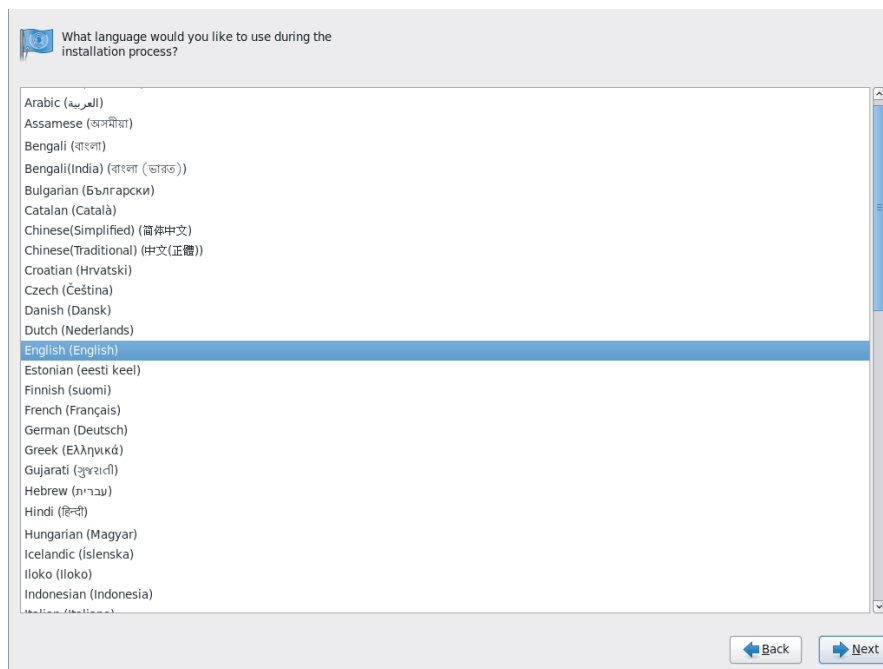 What language would you like to use during the
installation process?
Arabic (العربية)
Assamese (অসমীয়া)
Bengali (বাংলা)
Bengali(India) (বাংলা (ভারত))
Bulgarian (Български)
Catalan (Català)
Chinese(Simplified) (简体中文)
Chinese(Traditional) (中文(正體))
Croatian (Hrvatski)
Czech (Čeština)
Danish (Dansk)
Dutch (Nederlands)
English (English)
Estonian (eesti keel)
Finnish (suomi)
French (Français)
German (Deutsch)
Greek (Ελληνικά)
Gujarati (ગુજરાતી)
Hebrew (עברית)
Hindi (हिन्दी)
Hungarian (Magyar)
Icelandic (Íslenska)
Iloko (Iloko)
Indonesian (Indonesia)
Back
Next